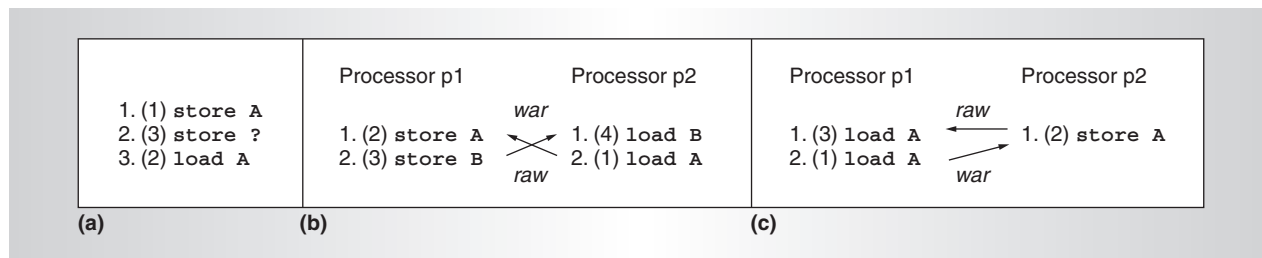 1. (1) store A
2. (3) store ?
3. (2) load A
(a)
Processor p1 Processor p2
war
1. (2) store A 1. (4) load B
2. (3) store B 2. (1) load A
raw
(b)
Processor p1 Processor p2
raw
1. (3) load A 1. (2) store A
2. (1) load A
war
(c)